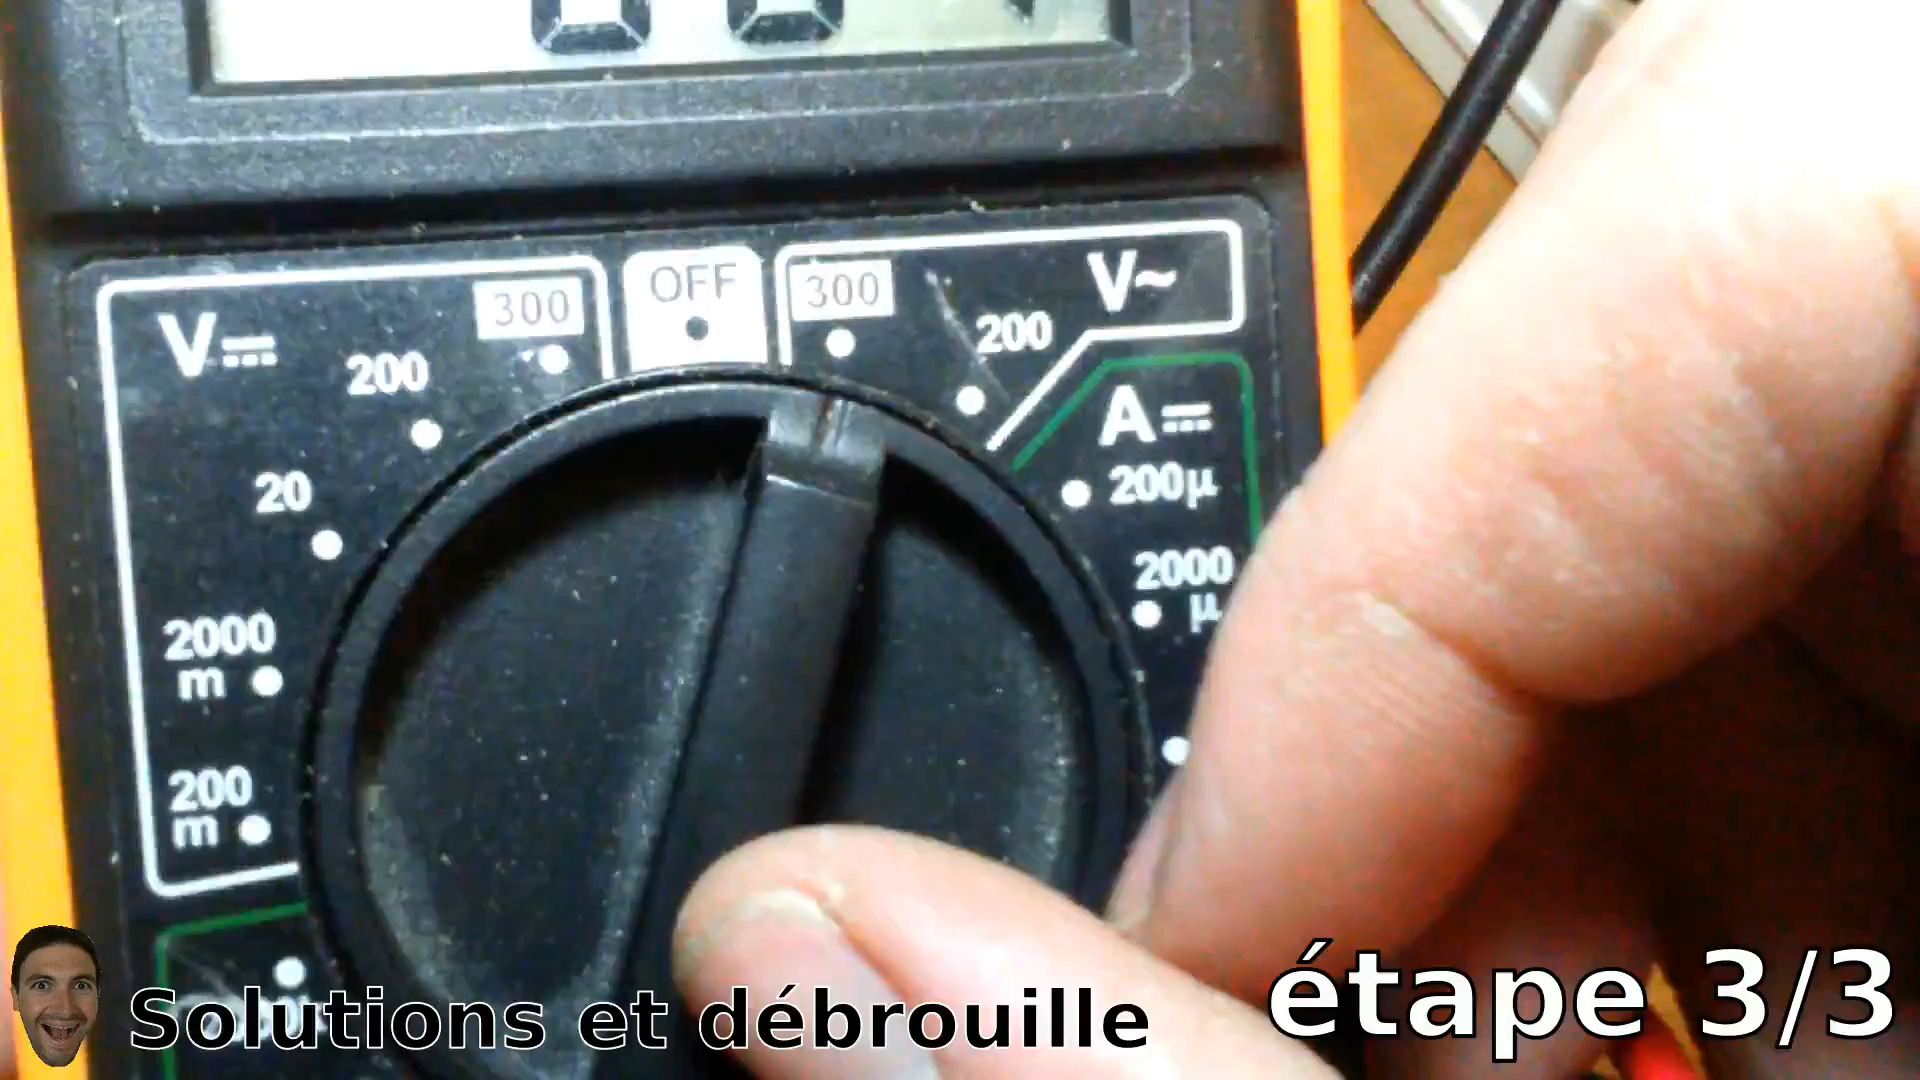 300
OFF
300
V~
V
200
200
A
20
200µ
2000
µ
2000
m
200
m
Solutions et débrouille
étape 3/3